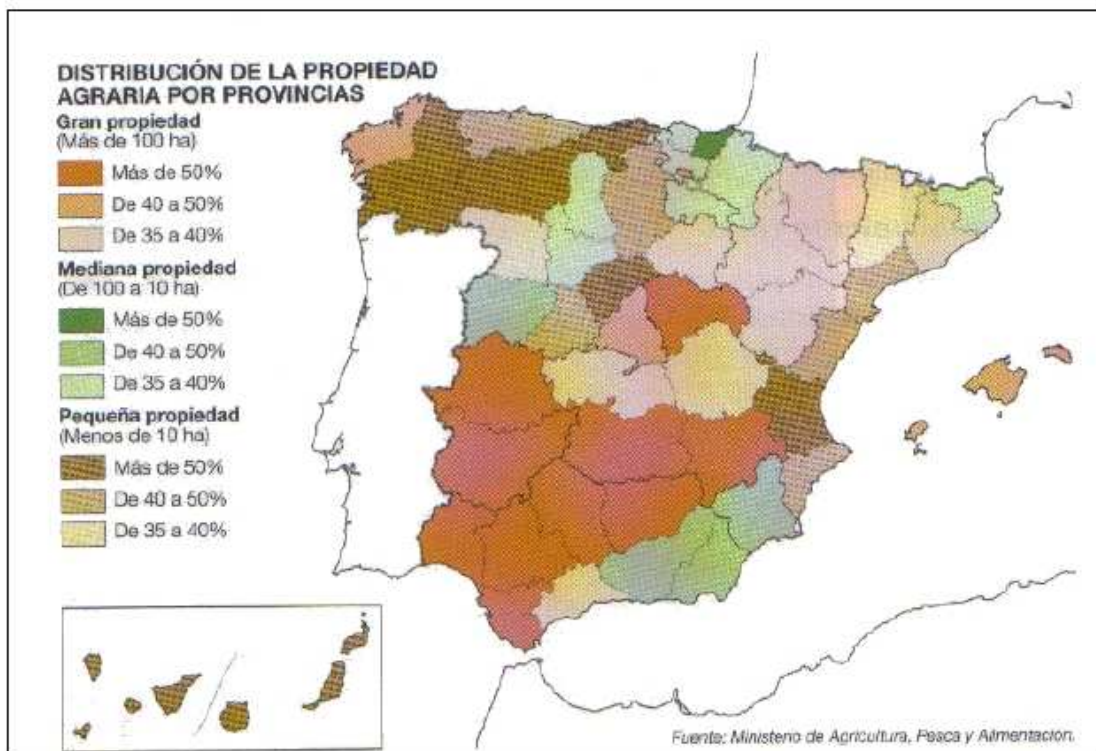 DISTRIBUCIÓN DE LA PROPIEDAD
AGRARIA POR PROVINCIAS
Gran propiedad
(Más de 100 ha)
Más de 50%
De 40 a 50%
De 35 a 40%
Mediana propiedad
(De 100 a 10 ha)
Más de 50%
De 40 a 50%
De 35 a 40%
Pequeña propiedad
(Menos de 10 ha)
Más de 50%
De 40 a 50%
De 35 a 40%
Fuente: Ministerio de Agricultura, Pesca y Alimentación.